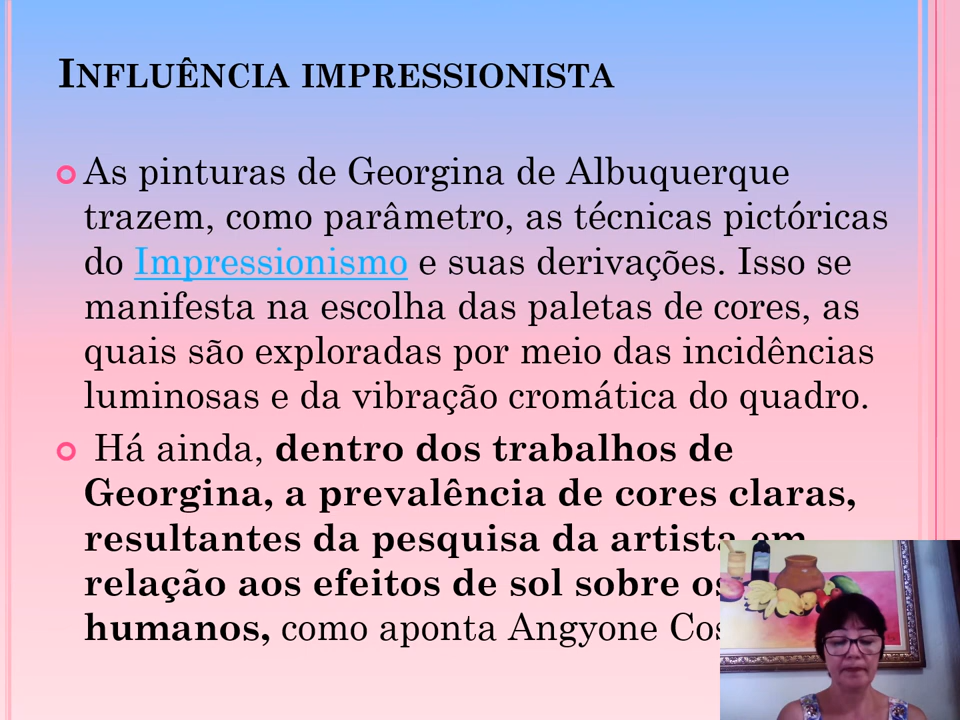 INFLUÊNCIA IMPRESSIONISTA
As pinturas de Georgina de Albuquerque
trazem, como parâmetro, as técnicas pictóricas
do Impressionismo e suas derivações. Isso se
manifesta na escolha das paletas de cores, as
quais são exploradas por meio das incidências
luminosas e da vibração cromática do quadro.
Há ainda, dentro dos trabalhos de
Georgina, a prevalência de cores claras,
resultantes da pesquisa da artista em
relação aos efeitos de sol sobre os
humanos, como aponta Angyone